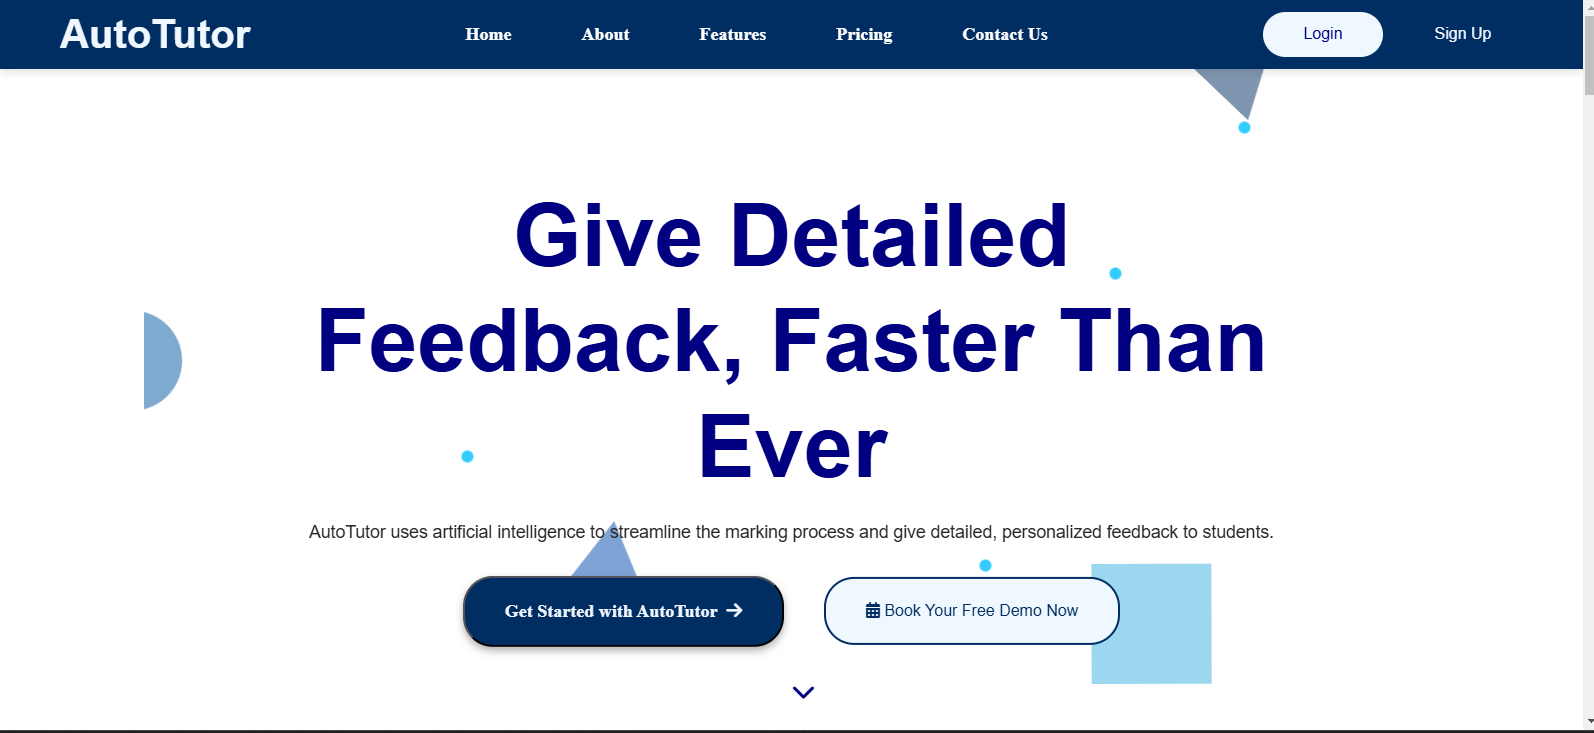 AutoTutor
Home
About
Features
Pricing
Contact Us
Login
Sign Up
Give Detailed
Feedback, Faster Than
Ever
AutoTutor uses artificial intelligence to streamline the marking process and give detailed, personalized feedback to students.
Get Started with AutoTutor
Book Your Free Demo Now